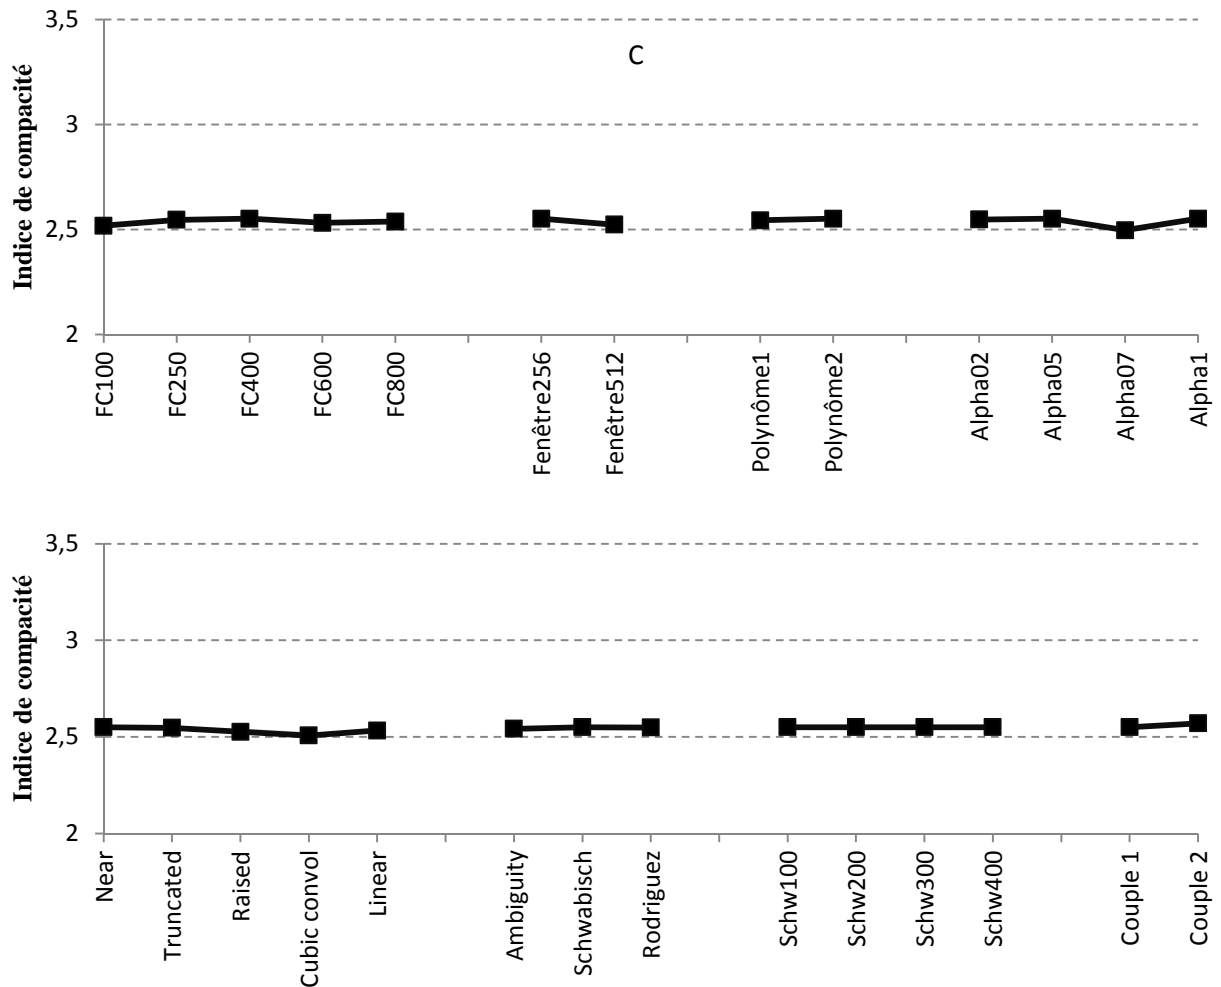 3,5
C
3
2,5
2
Indice de compacité
FC100
FC250
FC400
FC600
FC800
Fenêtre256
Fenêtre512
Polynôme1
Polynôme2
Alpha02
Alpha05
Alpha07
Alpha1
3,5
3
2,5
2
Indice de compacité
Near
Truncated
Raised
Cubic convol
Linear
Ambiguity
Schwabisch
Rodriguez
Schw100
Schw200
Schw300
Schw400
Couple 1
Couple 2